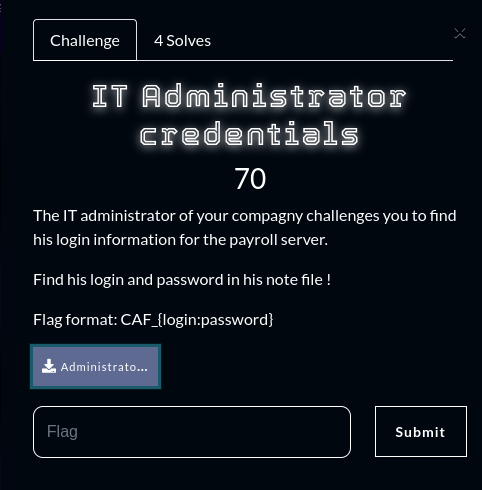 Challenge
4 Solves
IT Administrator
credentials
70
The IT administrator of your compagny challenges you to find
his login information for the payroll server.
Find his login and password in his note file !
Flag format: CAF_{login:password}
Administrato...
Flag
Submit